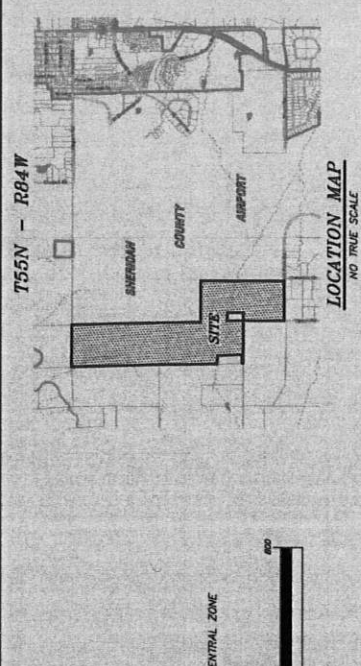 T55N - R84W
SHERIDAN
COUNTY
AIRPORT
SITE
LOCATION MAP
NO TRUE SCALE
ENTRAL ZONE
800